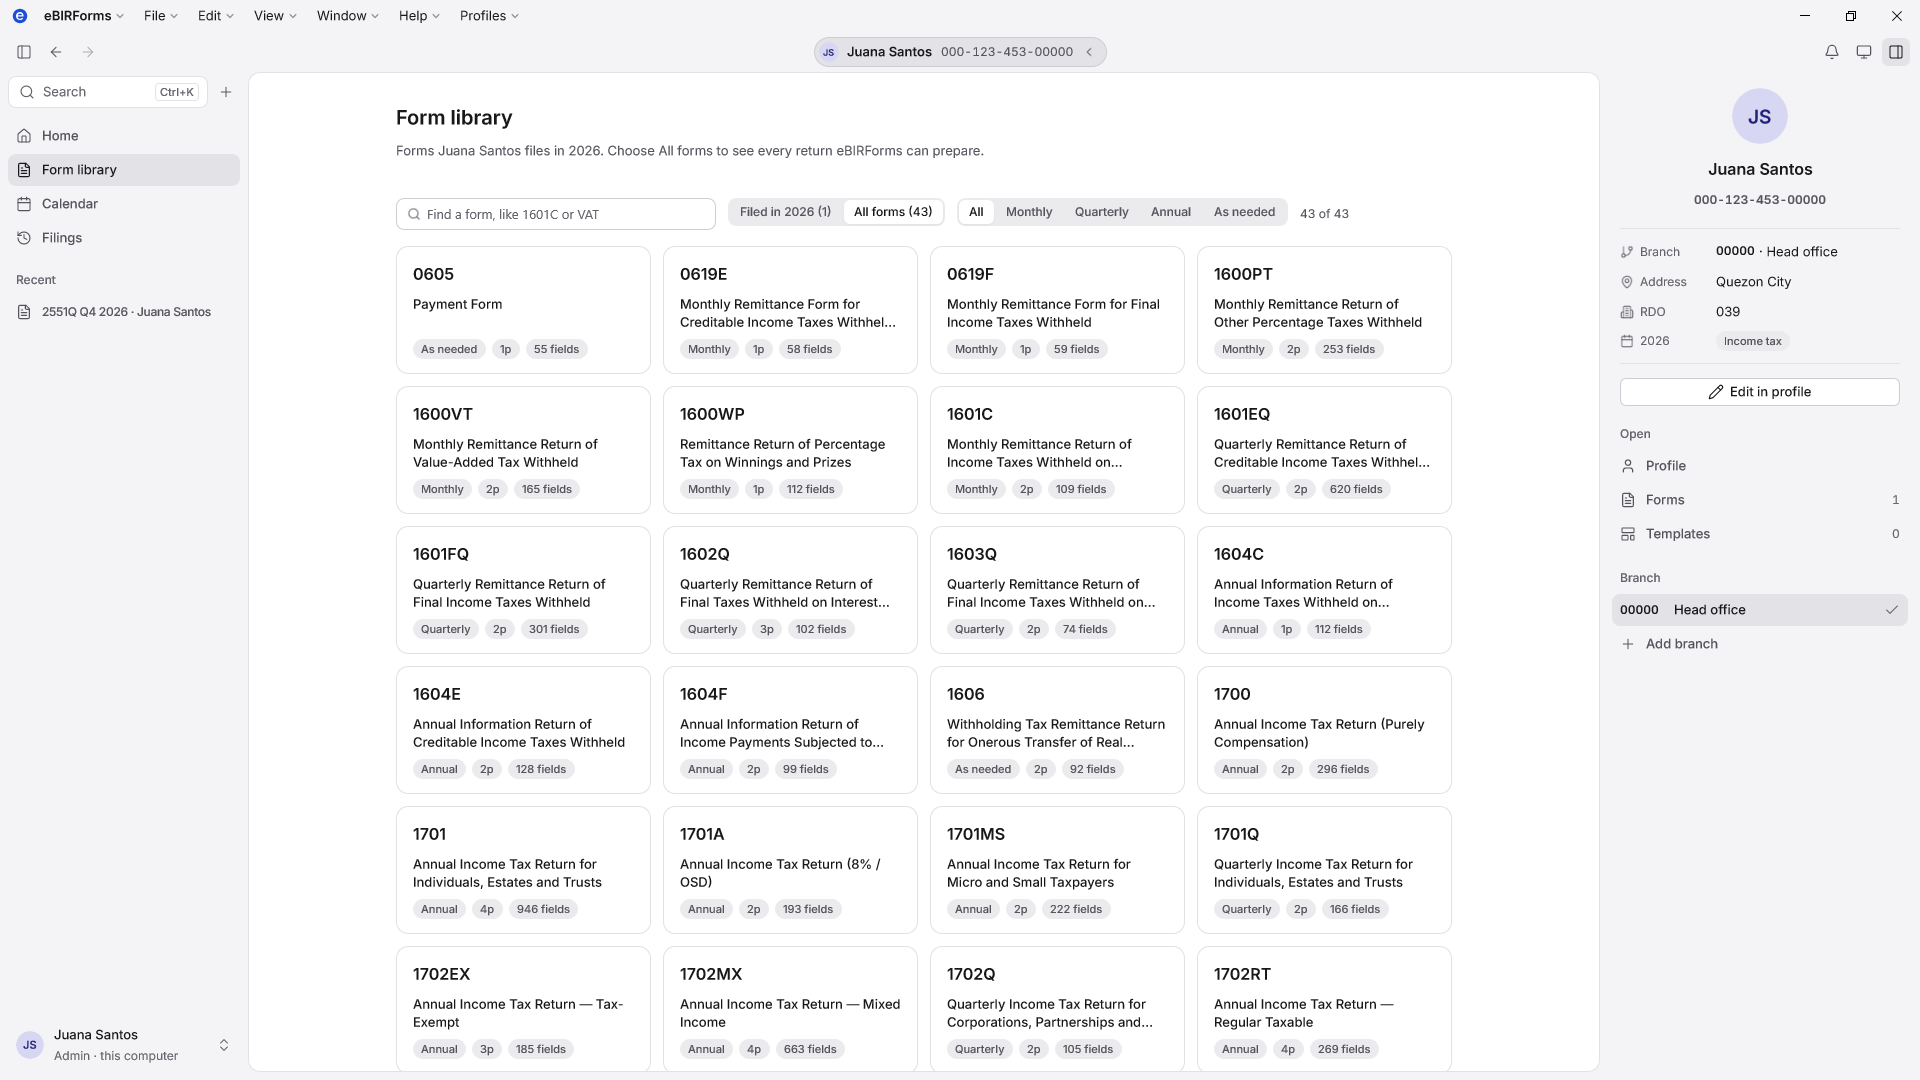 eBIRForms File Edit View Window Help Profiles
JS Juana Santos 000-123-453-00000
Search Ctrl+K
Home
Form library
Calendar
Filings
Recent
2551Q Q4 2026 · Juana Santos
JS Juana Santos
Admin · this computer
Form library
Forms Juana Santos files in 2026. Choose All forms to see every return eBIRForms can prepare.
Find a form, like 1601C or VAT
Filed in 2026 (1) All forms (43)
All Monthly Quarterly Annual As needed
43 of 43
0605
Payment Form
As needed 1p 55 fields
0619E
Monthly Remittance Form for
Creditable Income Taxes Withhel...
Monthly 1p 58 fields
0619F
Monthly Remittance Form for Final
Income Taxes Withheld
Monthly 1p 59 fields
1600PT
Monthly Remittance Return of
Other Percentage Taxes Withheld
Monthly 2p 253 fields
1600VT
Monthly Remittance Return of
Value-Added Tax Withheld
Monthly 2p 165 fields
1600WP
Remittance Return of Percentage
Tax on Winnings and Prizes
Monthly 1p 112 fields
1601C
Monthly Remittance Return of
Income Taxes Withheld on...
Monthly 2p 109 fields
1601EQ
Quarterly Remittance Return of
Creditable Income Taxes Withhel...
Quarterly 2p 620 fields
1601FQ
Quarterly Remittance Return of
Final Income Taxes Withheld
Quarterly 2p 301 fields
1602Q
Quarterly Remittance Return of
Final Taxes Withheld on Interest...
Quarterly 3p 102 fields
1603Q
Quarterly Remittance Return of
Final Income Taxes Withheld on...
Quarterly 2p 74 fields
1604C
Annual Information Return of
Income Taxes Withheld on...
Annual 1p 112 fields
1604E
Annual Information Return of
Creditable Income Taxes Withheld
Annual 2p 128 fields
1604F
Annual Information Return of
Income Payments Subjected to...
Annual 2p 99 fields
1606
Withholding Tax Remittance Return
for Onerous Transfer of Real...
As needed 2p 92 fields
1700
Annual Income Tax Return (Purely
Compensation)
Annual 2p 296 fields
1701
Annual Income Tax Return for
Individuals, Estates and Trusts
Annual 4p 946 fields
1701A
Annual Income Tax Return (8% /
OSD)
Annual 2p 193 fields
1701MS
Annual Income Tax Return for
Micro and Small Taxpayers
Annual 2p 222 fields
1701Q
Quarterly Income Tax Return for
Individuals, Estates and Trusts
Quarterly 2p 166 fields
1702EX
Annual Income Tax Return — Tax-
Exempt
Annual 3p 185 fields
1702MX
Annual Income Tax Return — Mixed
Income
Annual 4p 663 fields
1702Q
Quarterly Income Tax Return for
Corporations, Partnerships and...
Quarterly 2p 105 fields
1702RT
Annual Income Tax Return —
Regular Taxable
Annual 4p 269 fields
JS
Juana Santos
000-123-453-00000
Branch 00000 · Head office
Address Quezon City
RDO 039
2026 Income tax
Edit in profile
Open
Profile
Forms 1
Templates 0
Branch
00000 Head office
Add branch